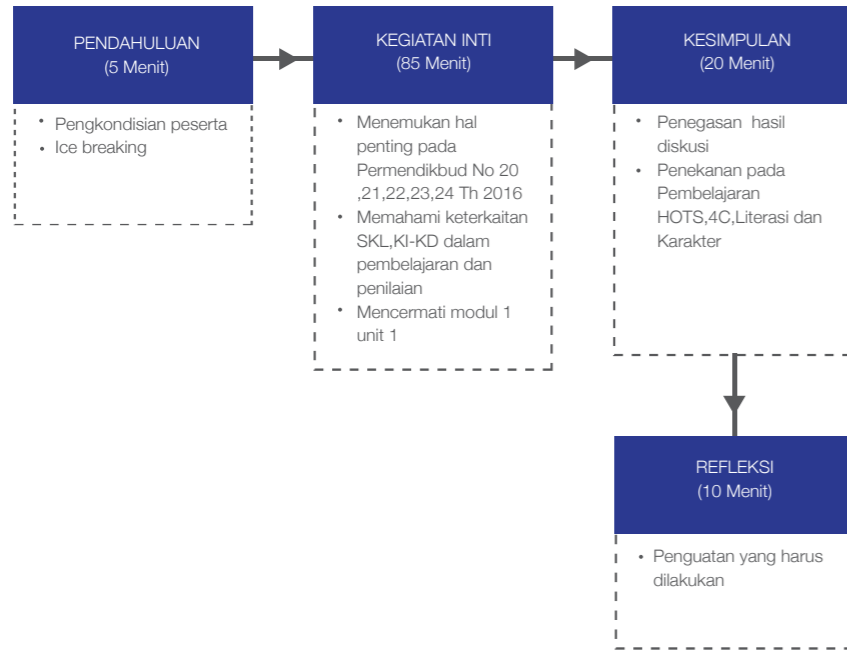 PENDAHULUAN
(5 Menit)
• Pengkondisian peserta
• Ice breaking
KEGIATAN INTI
(85 Menit)
• Menemukan hal
penting pada
Permendikbud No 20
,21,22,23,24 Th 2016
• Memahami keterkaitan
SKL,KI-KD dalam
pembelajaran dan
penilaian
• Mencermati modul 1
unit 1
KESIMPULAN
(20 Menit)
• Penegasan hasil
diskusi
• Penekanan pada
Pembelajaran
HOTS,4C,Literasi dan
Karakter
REFLEKSI
(10 Menit)
• Penguatan yang harus
dilakukan